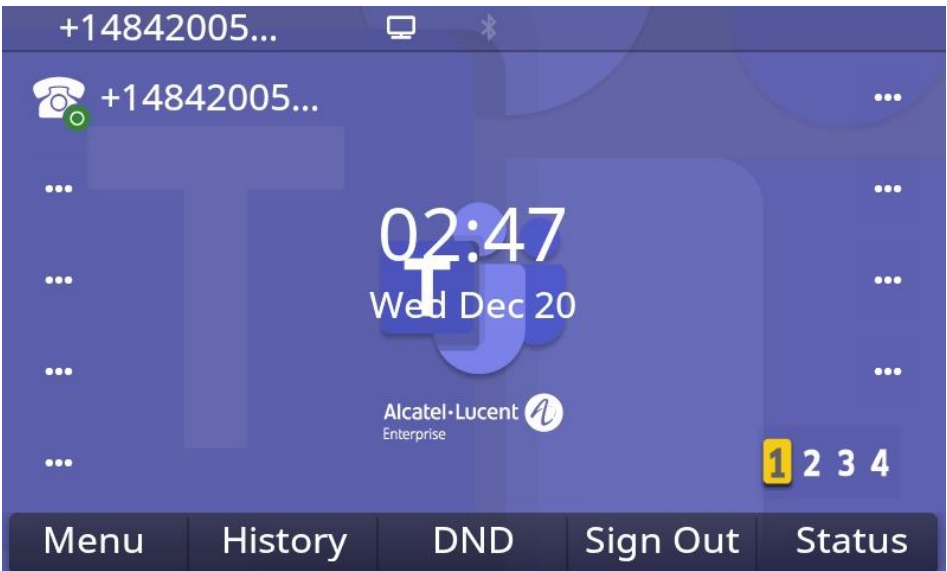 +14842005...
+14842005...
...
...
...
...
...
...
...
...
02:47
T
Wed Dec 20
Alcatel·Lucent
Enterprise
1 2 3 4
Menu History DND Sign Out Status